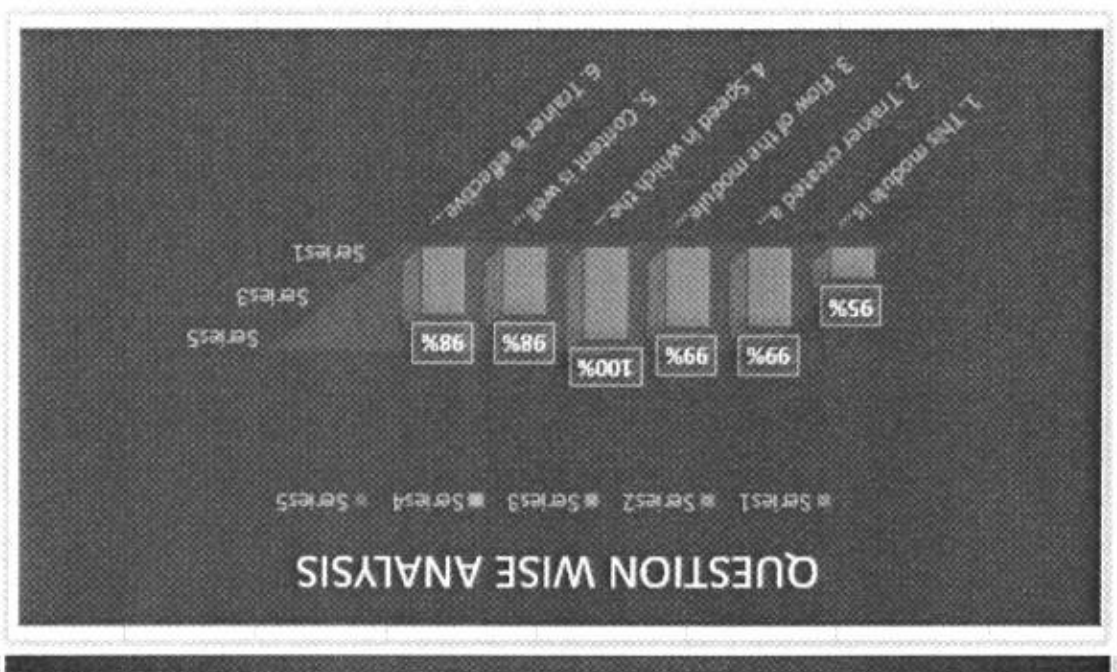 QUESTION WISE ANALYSIS
Series1 Series2 Series3 Series4 Series5
95% 99% 99% 100% 98% 98%
Series5
Series3
Series1
1. This module is...
2. Trainer created a...
3. Flow of the module...
4. Speed in which the...
5. Content is well...
6. Trainer is effective...